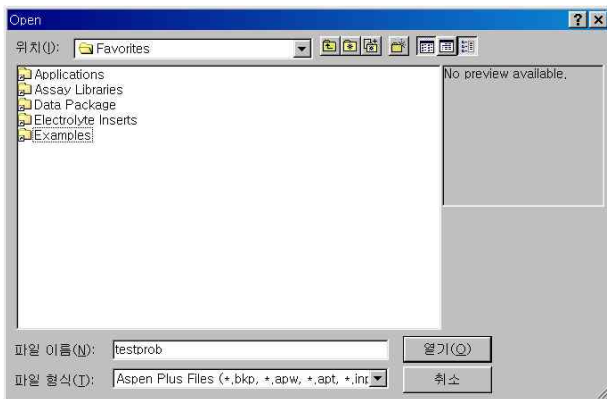 Open
위치(I): Favorites
Applications
Assay Libraries
Data Package
Electrolyte Inserts
Examples
No preview available.
파일 이름(N): testprob 열기(O)
파일 형식(T): Aspen Plus Files (*.bkp, *.apw, *.apt, *.inp 취소